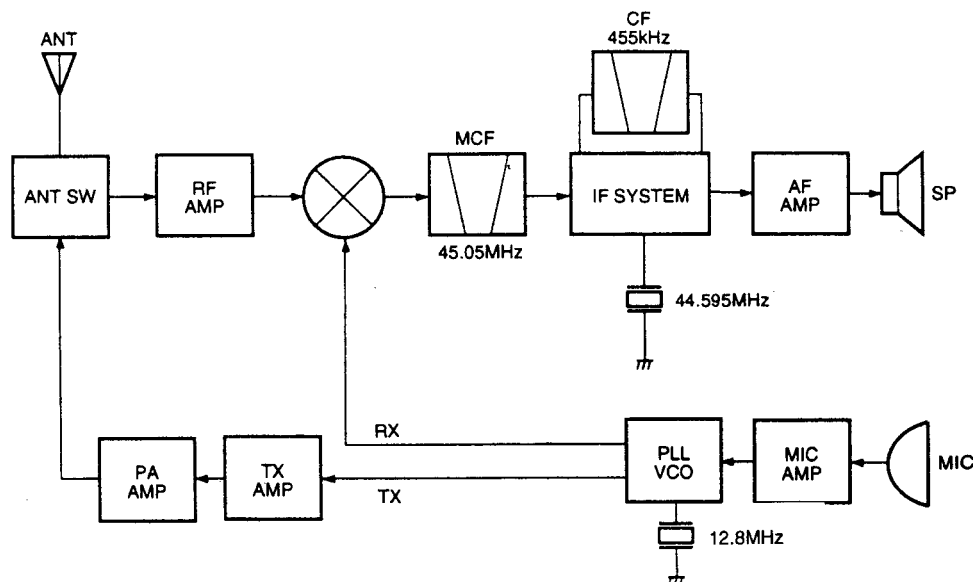 ANT
CF
455kHz
ANT SW
RF
AMP
MCF
45.05MHz
IF SYSTEM
AF
AMP
SP
44.595MHz
RX
TX
PA
AMP
TX
AMP
PLL
VCO
MIC
AMP
MIC
12.8MHz